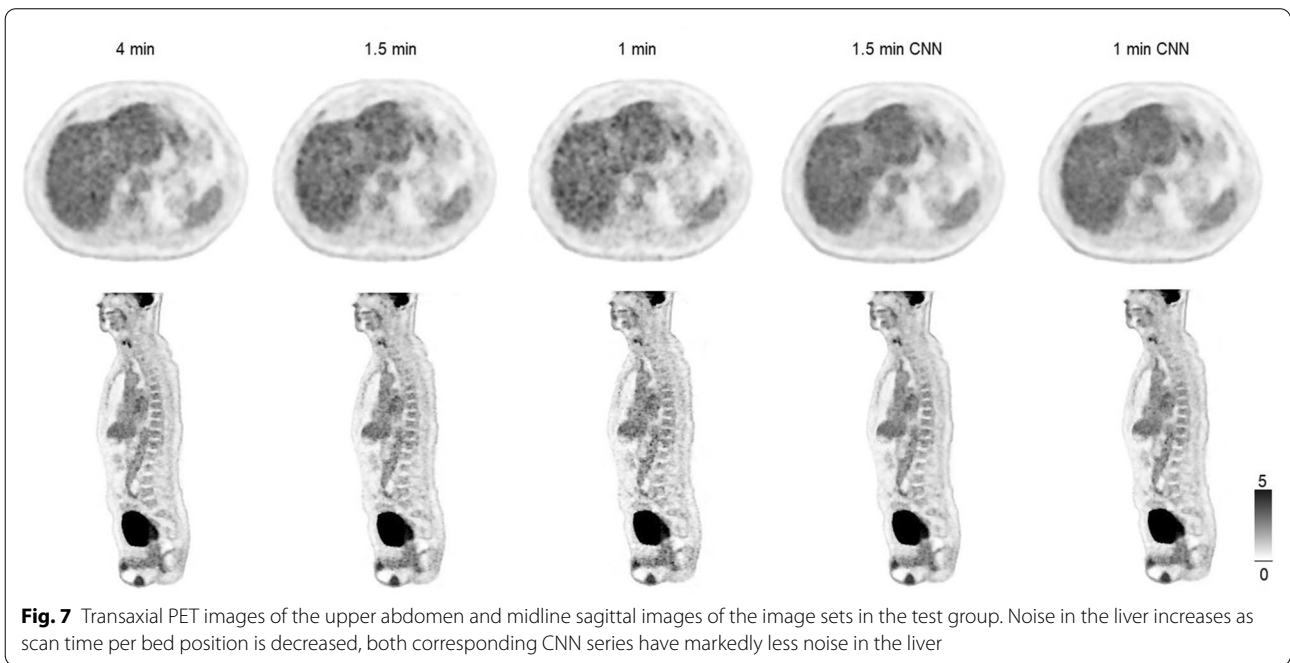 4 min
1.5 min
1 min
1.5 min CNN
1 min CNN
5
0
Fig. 7 Transaxial PET images of the upper abdomen and midline sagittal images of the image sets in the test group. Noise in the liver increases as
scan time per bed position is decreased, both corresponding CNN series have markedly less noise in the liver